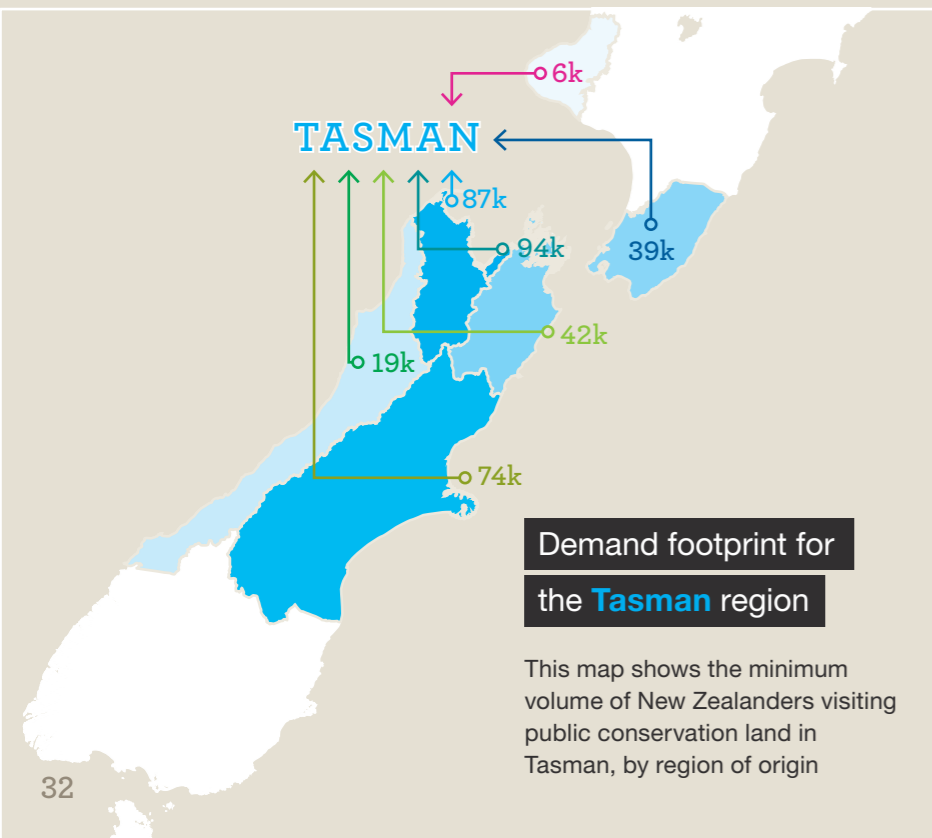 6k
TASMAN
87k
94k
39k
42k
19k
74k
Demand footprint for
the Tasman region
This map shows the minimum
volume of New Zealanders visiting
public conservation land in
Tasman, by region of origin
32